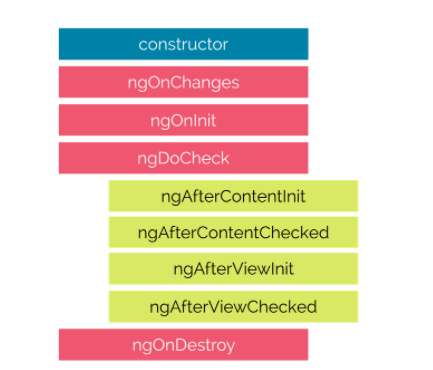 constructor
ngOnChanges
ngOnInit
ngDoCheck
ngAfterContentInit
ngAfterContentChecked
ngAfterViewInit
ngAfterViewChecked
ngOnDestroy